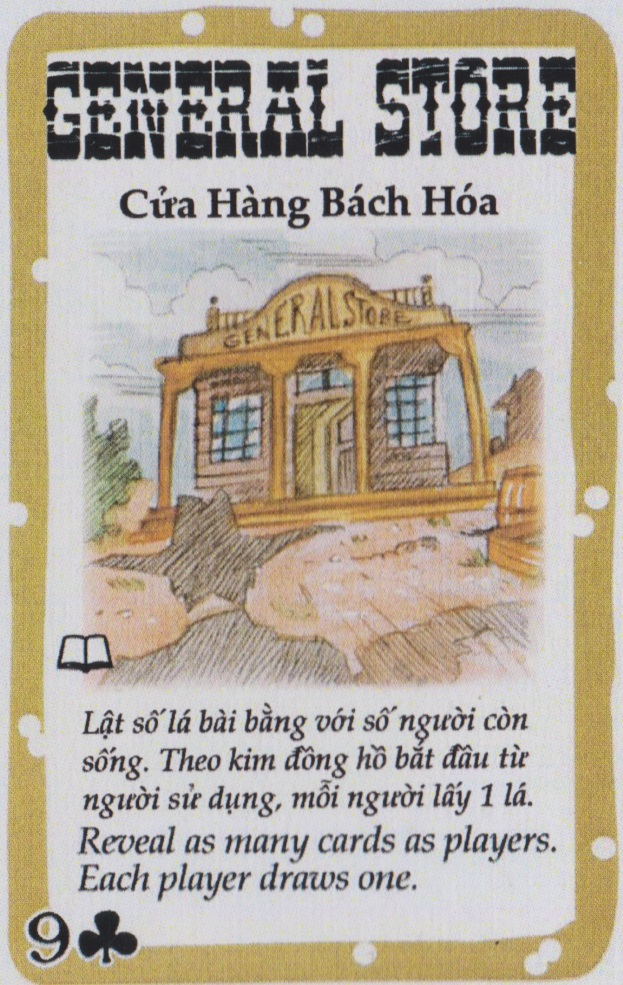 GENERAL STORE
Cửa Hàng Bách Hóa
GENERAL STORE
Lật số lá bài bằng với số người còn
sống. Theo kim đồng hồ bắt đầu từ
người sử dụng, mỗi người lấy 1 lá.
Reveal as many cards as players.
Each player draws one.
9♣